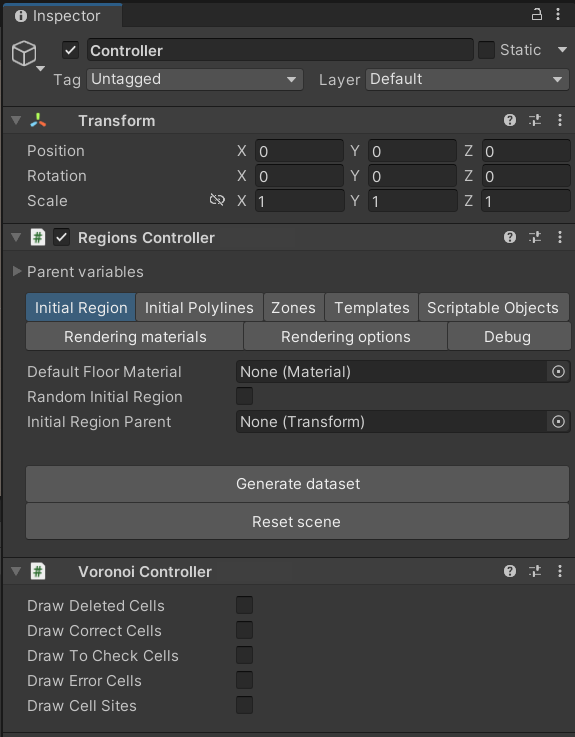 Inspector
Controller Static
Tag Untagged Layer Default
Transform
Position X 0 Y 0 Z 0
Rotation X 0 Y 0 Z 0
Scale X 1 Y 1 Z 1
# Regions Controller
Parent variables
Initial Region Initial Polylines Zones Templates Scriptable Objects
Rendering materials Rendering options Debug
Default Floor Material None (Material)
Random Initial Region
Initial Region Parent None (Transform)
Generate dataset
Reset scene
# Voronoi Controller
Draw Deleted Cells
Draw Correct Cells
Draw To Check Cells
Draw Error Cells
Draw Cell Sites